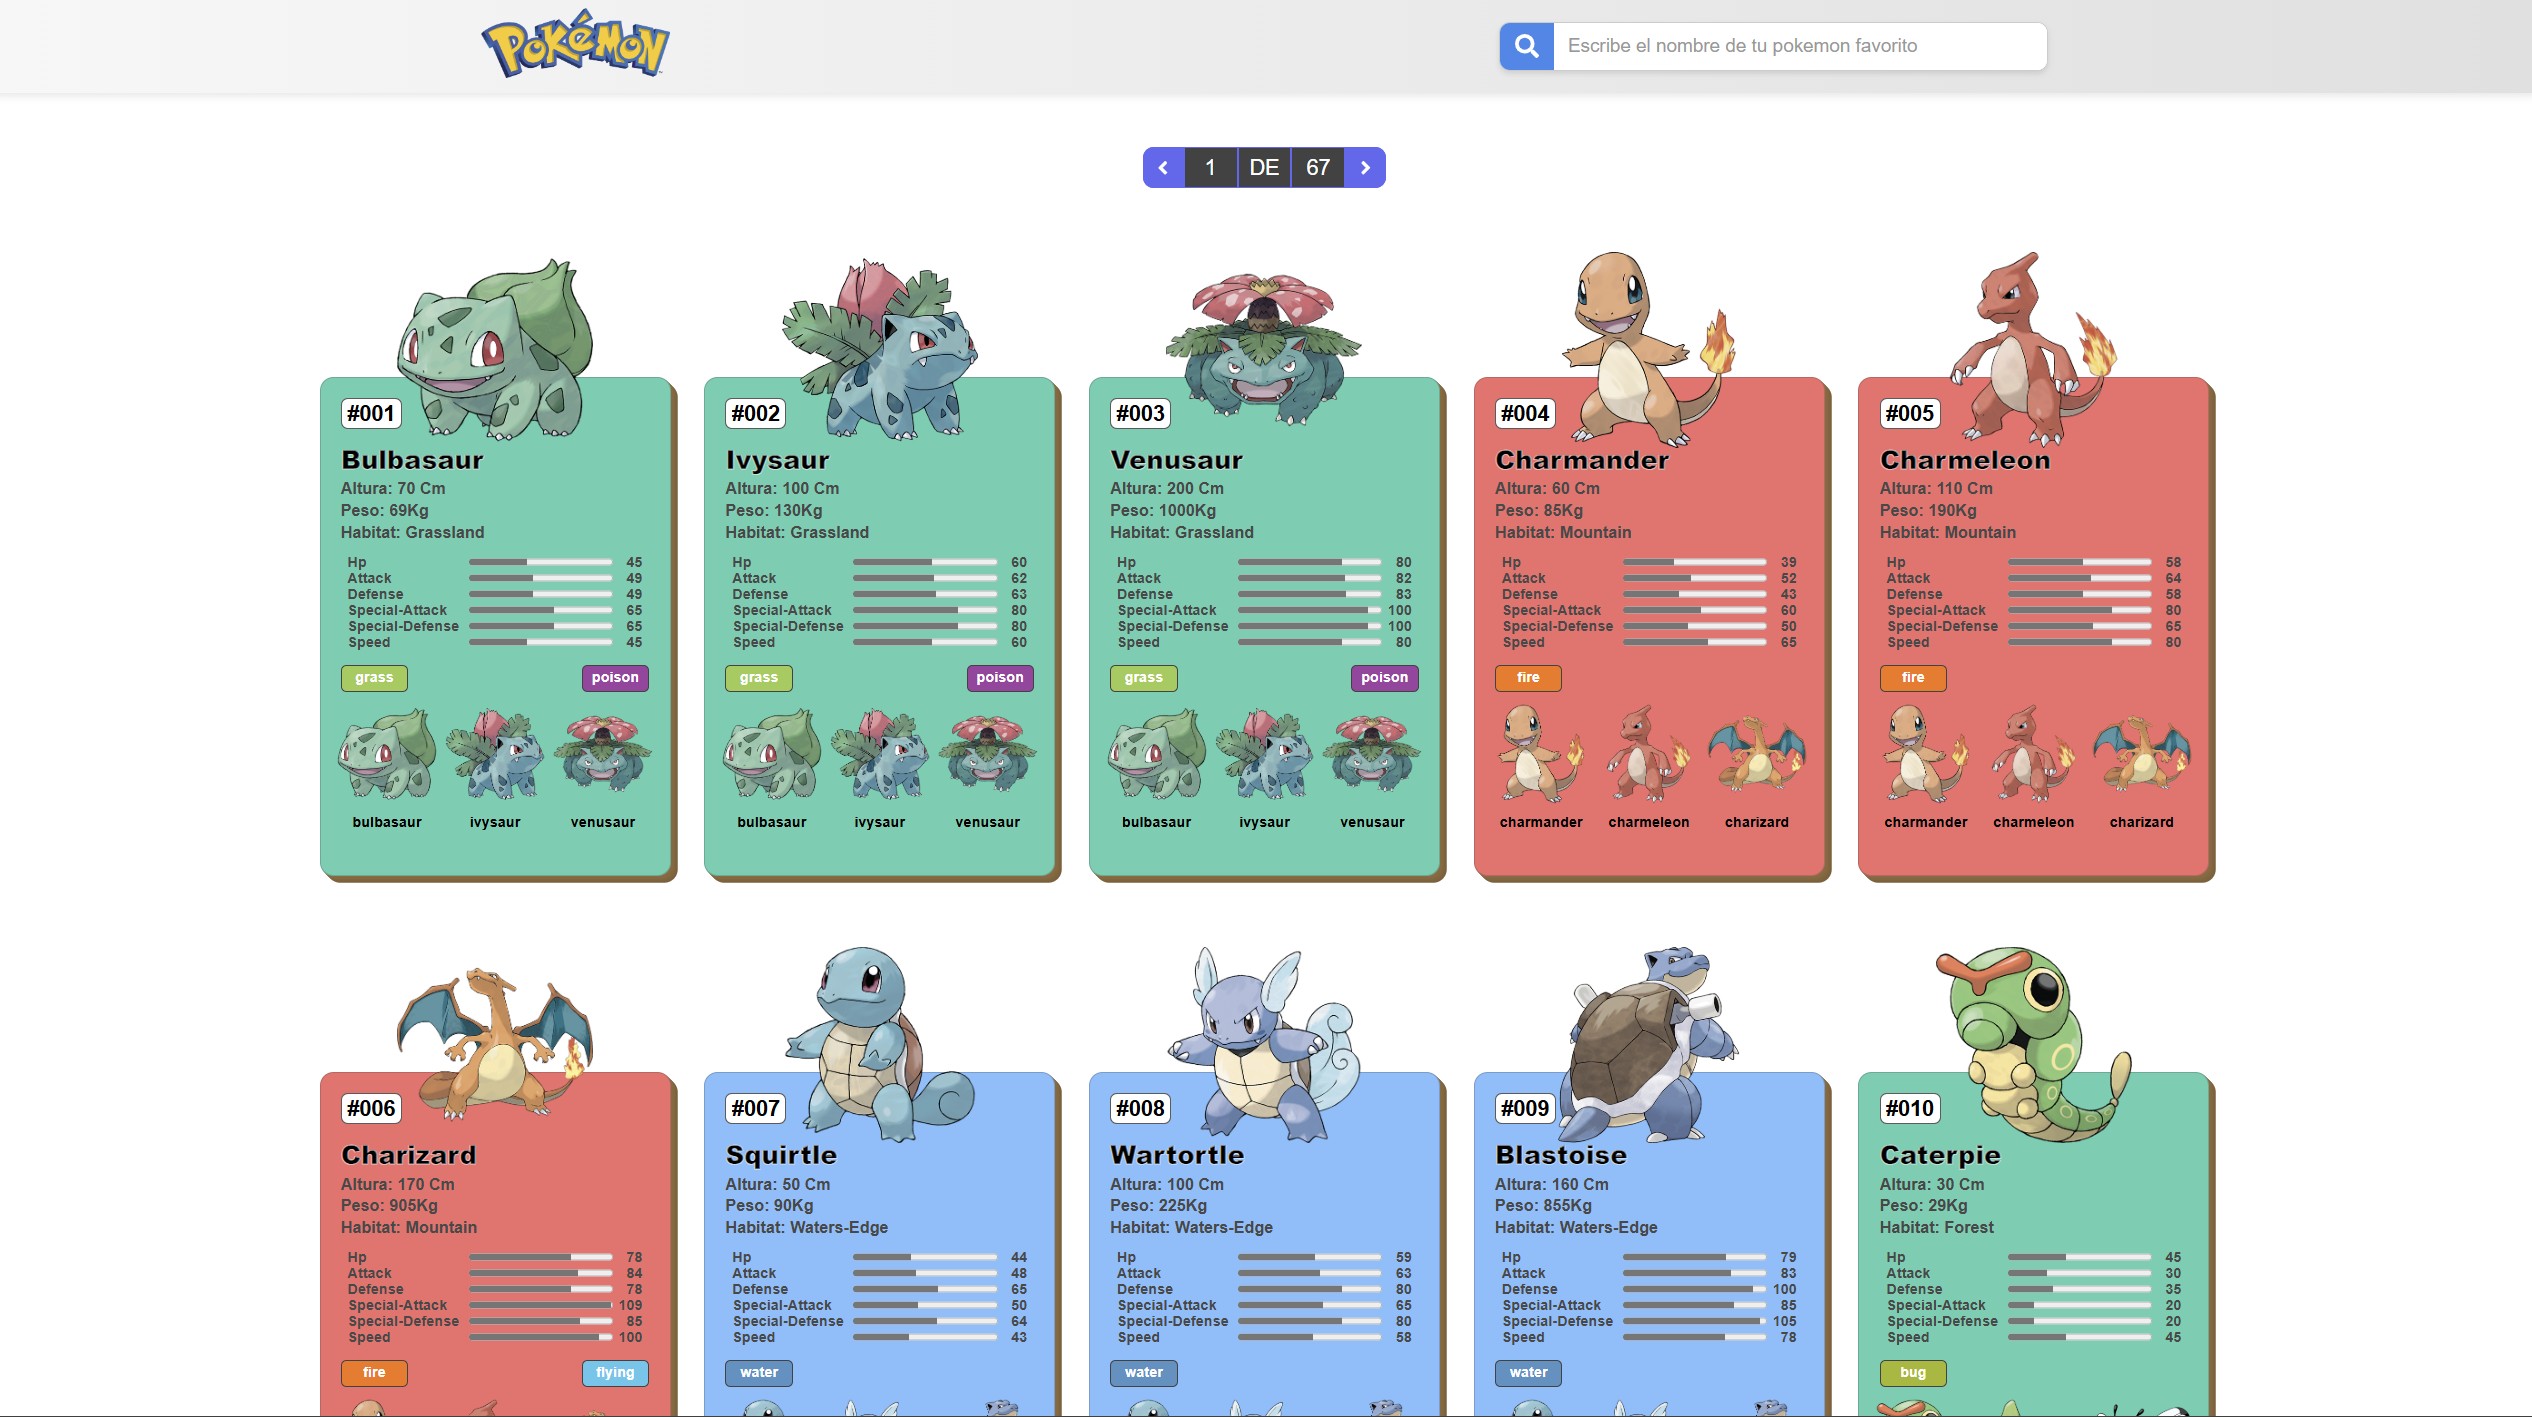 Pokémon
Escribe el nombre de tu pokemon favorito
1 DE 67
#001
Bulbasaur
Altura: 70 Cm
Peso: 69Kg
Habitat: Grassland
Hp 45
Attack 49
Defense 49
Special-Attack 65
Special-Defense 65
Speed 45
grass poison
bulbasaur ivysaur venusaur
#002
Ivysaur
Altura: 100 Cm
Peso: 130Kg
Habitat: Grassland
Hp 60
Attack 62
Defense 63
Special-Attack 80
Special-Defense 80
Speed 60
grass poison
bulbasaur ivysaur venusaur
#003
Venusaur
Altura: 200 Cm
Peso: 1000Kg
Habitat: Grassland
Hp 80
Attack 82
Defense 83
Special-Attack 100
Special-Defense 100
Speed 80
grass poison
bulbasaur ivysaur venusaur
#004
Charmander
Altura: 60 Cm
Peso: 85Kg
Habitat: Mountain
Hp 39
Attack 52
Defense 43
Special-Attack 60
Special-Defense 50
Speed 65
fire
charmander charmeleon charizard
#005
Charmeleon
Altura: 110 Cm
Peso: 190Kg
Habitat: Mountain
Hp 58
Attack 64
Defense 58
Special-Attack 80
Special-Defense 65
Speed 80
fire
charmander charmeleon charizard
#006
Charizard
Altura: 170 Cm
Peso: 905Kg
Habitat: Mountain
Hp 78
Attack 84
Defense 78
Special-Attack 109
Special-Defense 85
Speed 100
fire flying
#007
Squirtle
Altura: 50 Cm
Peso: 90Kg
Habitat: Waters-Edge
Hp 44
Attack 48
Defense 65
Special-Attack 50
Special-Defense 64
Speed 43
water
#008
Wartortle
Altura: 100 Cm
Peso: 225Kg
Habitat: Waters-Edge
Hp 59
Attack 63
Defense 80
Special-Attack 65
Special-Defense 80
Speed 58
water
#009
Blastoise
Altura: 160 Cm
Peso: 855Kg
Habitat: Waters-Edge
Hp 79
Attack 83
Defense 100
Special-Attack 85
Special-Defense 105
Speed 78
water
#010
Caterpie
Altura: 30 Cm
Peso: 29Kg
Habitat: Forest
Hp 45
Attack 30
Defense 35
Special-Attack 20
Special-Defense 20
Speed 45
bug